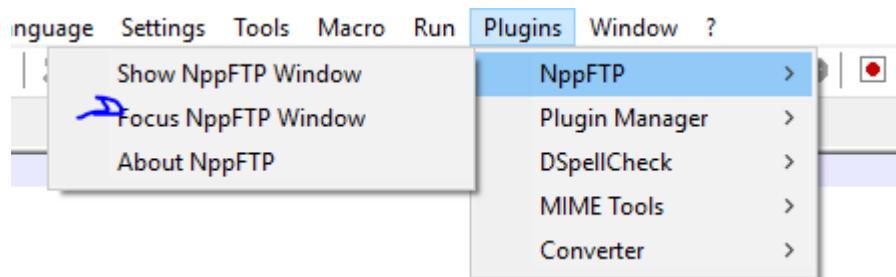 nguage Settings Tools Macro Run Plugins Window ?
Show NppFTP Window
Focus NppFTP Window
About NppFTP
NppFTP >
Plugin Manager >
DSpellCheck >
MIME Tools >
Converter >